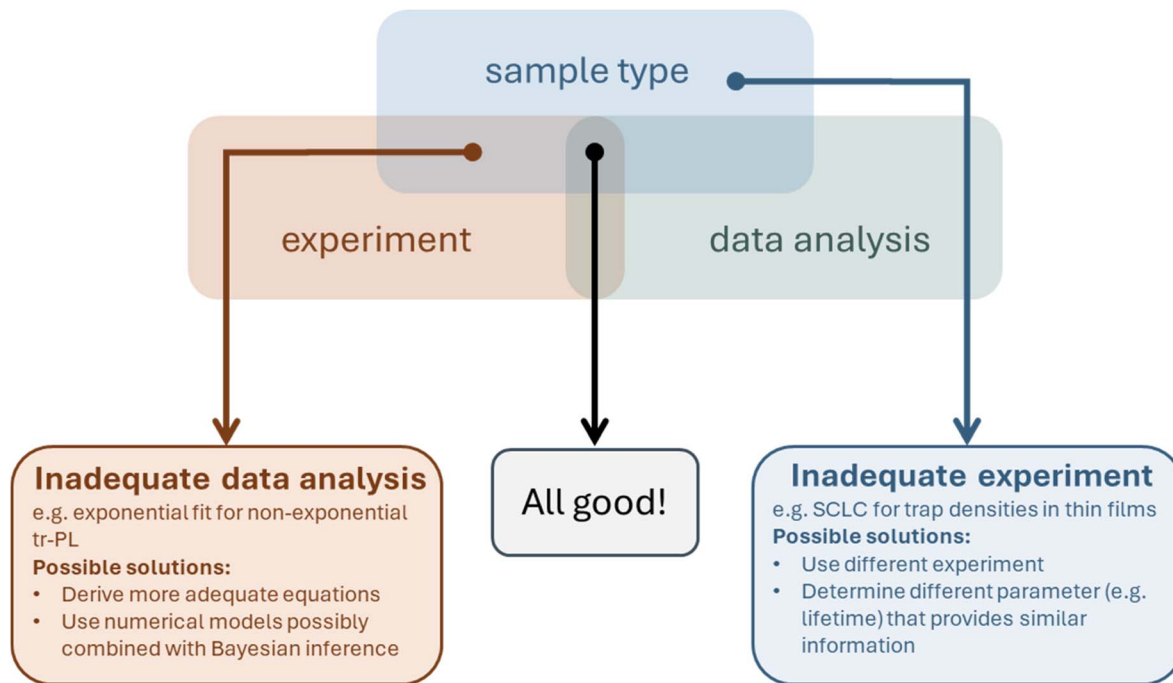 sample type
experiment
data analysis
Inadequate data analysis
e.g. exponential fit for non-exponential
tr-PL
Possible solutions:
• Derive more adequate equations
• Use numerical models possibly
combined with Bayesian inference
All good!
Inadequate experiment
e.g. SCLC for trap densities in thin films
Possible solutions:
• Use different experiment
• Determine different parameter (e.g.
lifetime) that provides similar
information